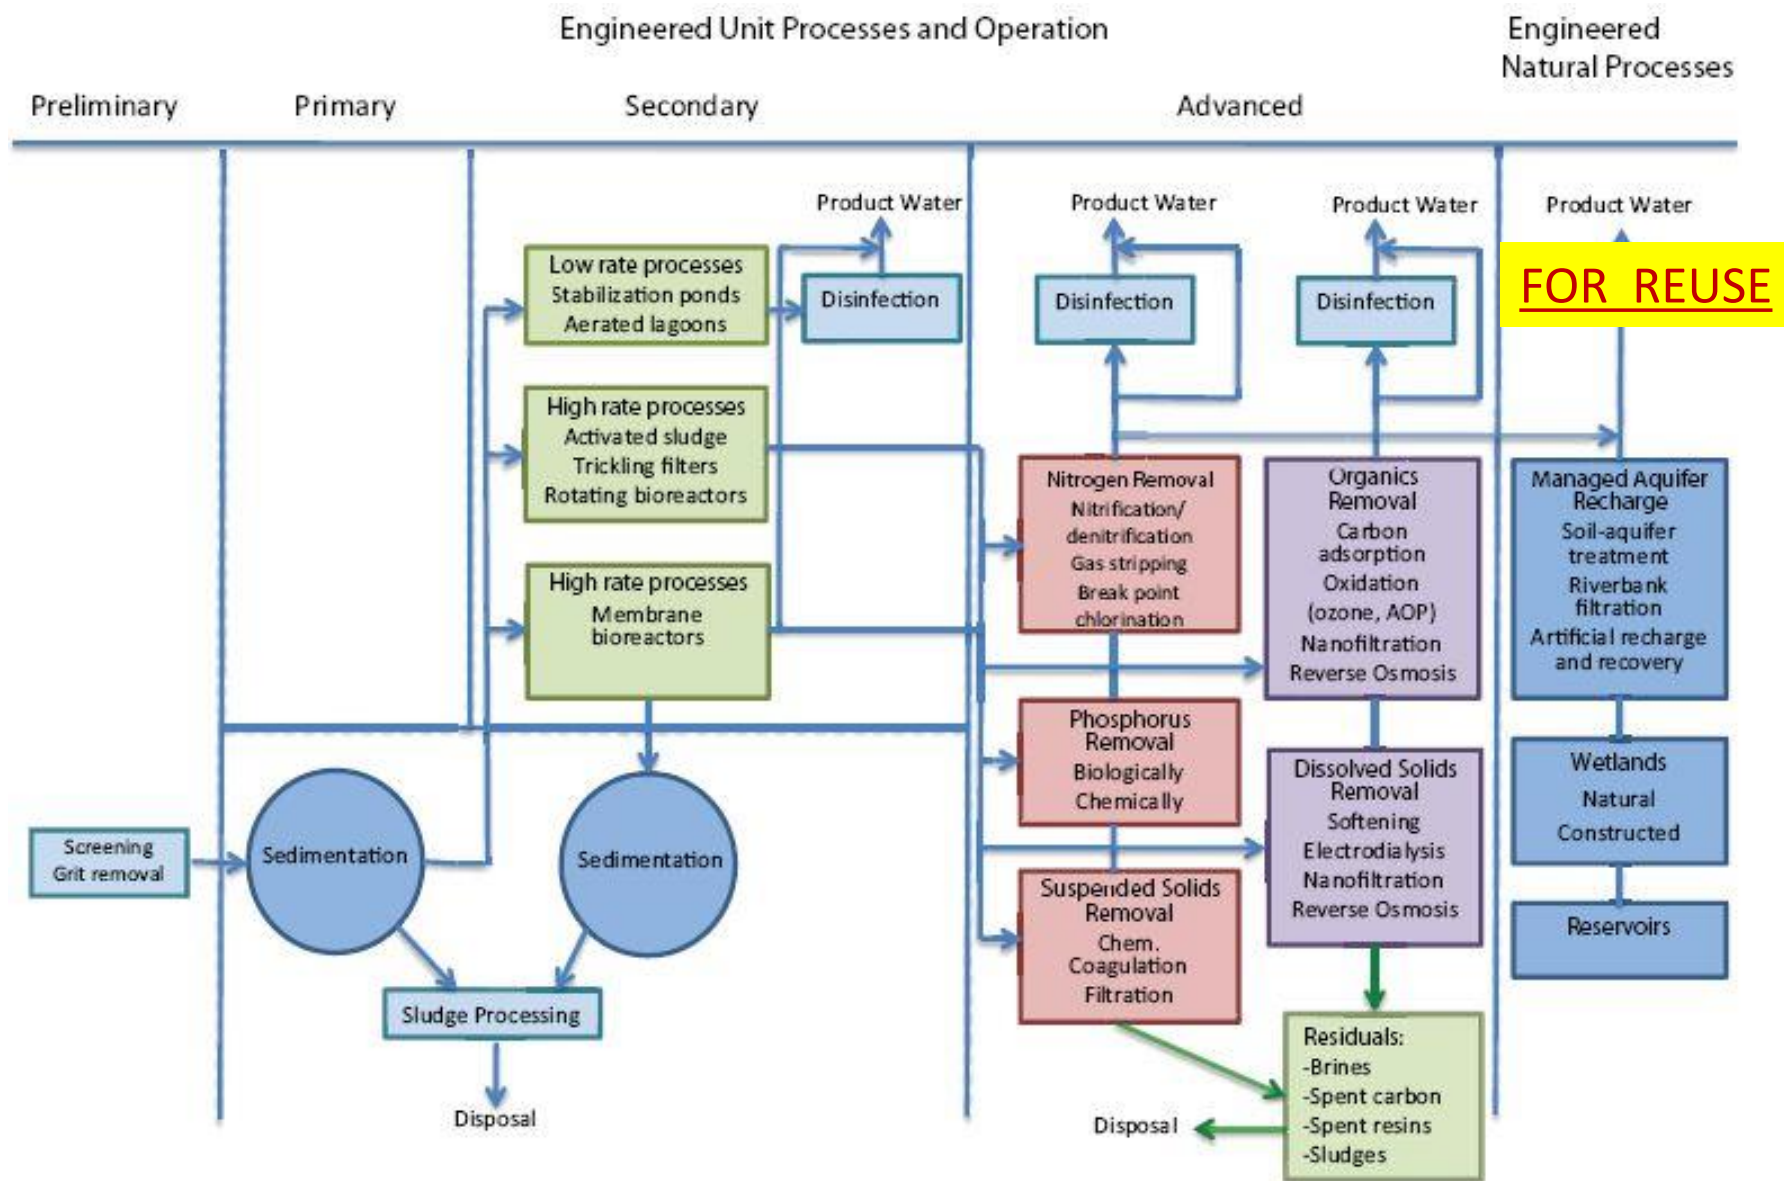 Engineered Unit Processes and Operation
Engineered
Natural Processes
Preliminary
Primary
Secondary
Advanced
Product Water
Product Water
Product Water
Product Water
FOR REUSE
Low rate processes
Stabilization ponds
Aerated lagoons
Disinfection
Disinfection
Disinfection
High rate processes
Activated sludge
Trickling filters
Rotating bioreactors
High rate processes
Membrane
bioreactors
Screening
Grit removal
Sedimentation
Sedimentation
Sludge Processing
Disposal
Nitrogen Removal
Nitrification/
denitrification
Gas stripping
Break point
chlorination
Phosphorus
Removal
Biologically
Chemically
Suspended Solids
Removal
Chem.
Coagulation
Filtration
Organics
Removal
Carbon
adsorption
Oxidation
(ozone, AOP)
Nanofiltration
Reverse Osmosis
Dissolved Solids
Removal
Softening
Electrodialysis
Nanofiltration
Reverse Osmosis
Residuals:
-Brines
-Spent carbon
-Spent resins
-Sludges
Disposal
Managed Aquifer
Recharge
Soil-aquifer
treatment
Riverbank
filtration
Artificial recharge
and recovery
Wetlands
Natural
Constructed
Reservoirs